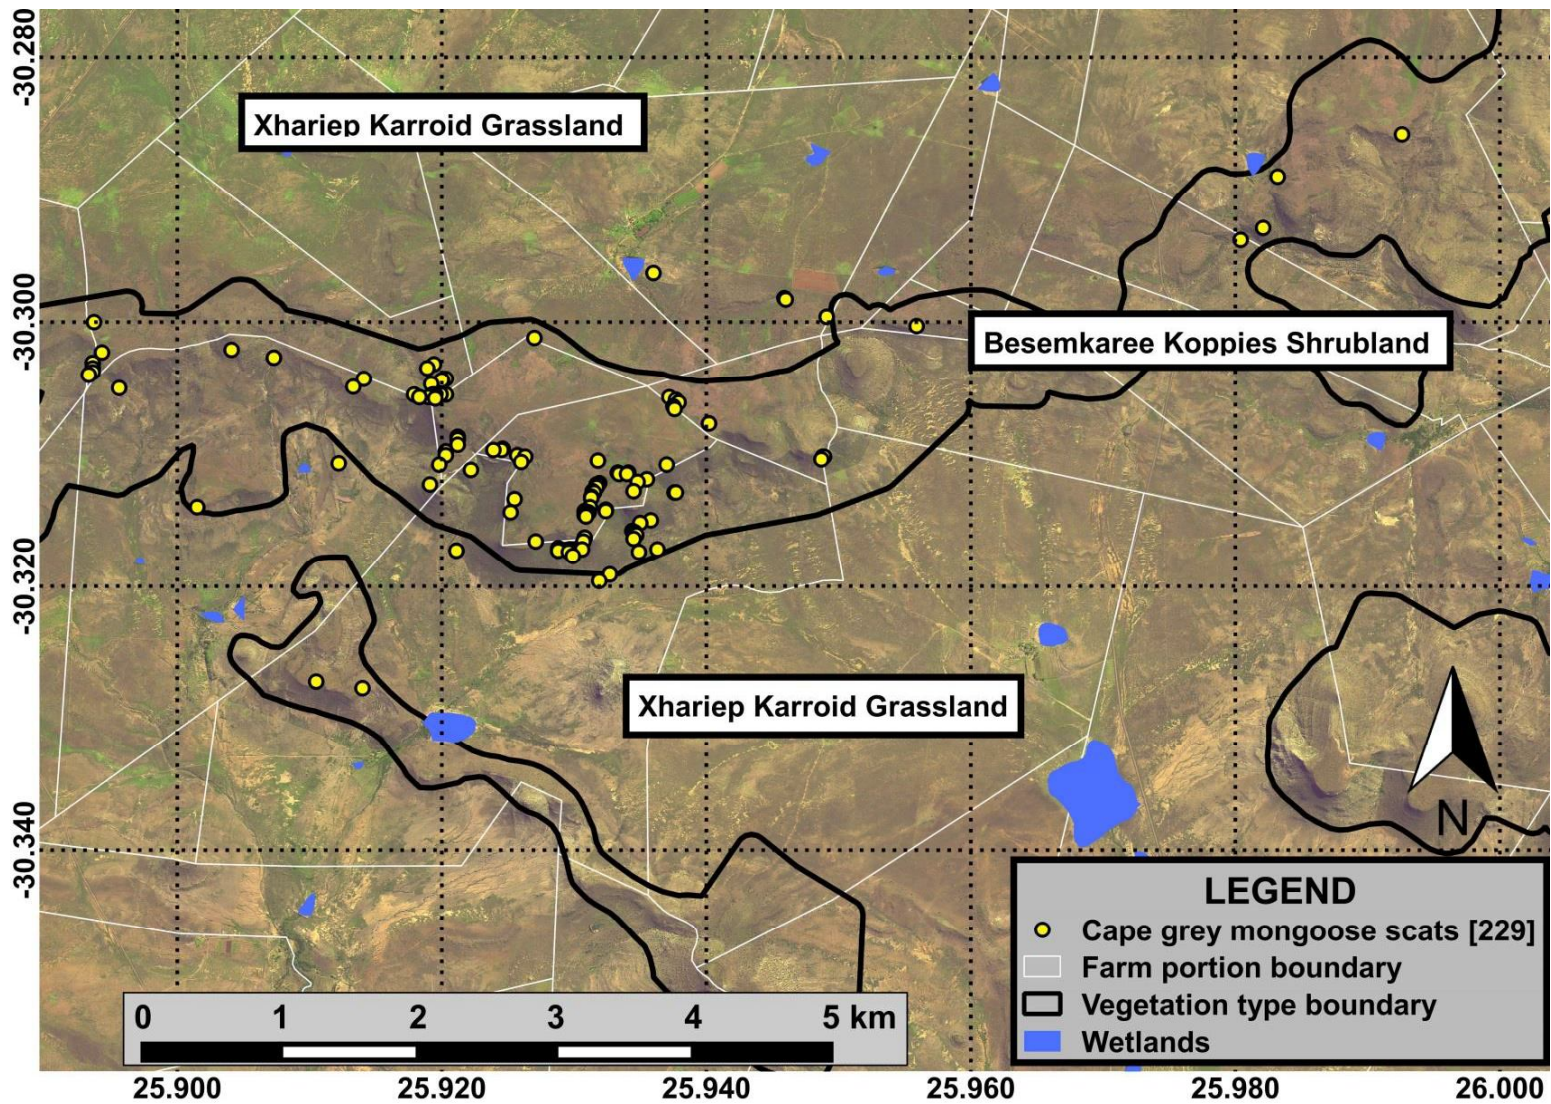 -30.280
-30.300
-30.320
-30.340
Xhariep Karroid Grassland
Besemkaree Koppies Shrubland
Xhariep Karroid Grassland
N
LEGEND
Cape grey mongoose scats [229]
Farm portion boundary
Vegetation type boundary
Wetlands
0 1 2 3 4 5 km
25.900 25.920 25.940 25.960 25.980 26.000